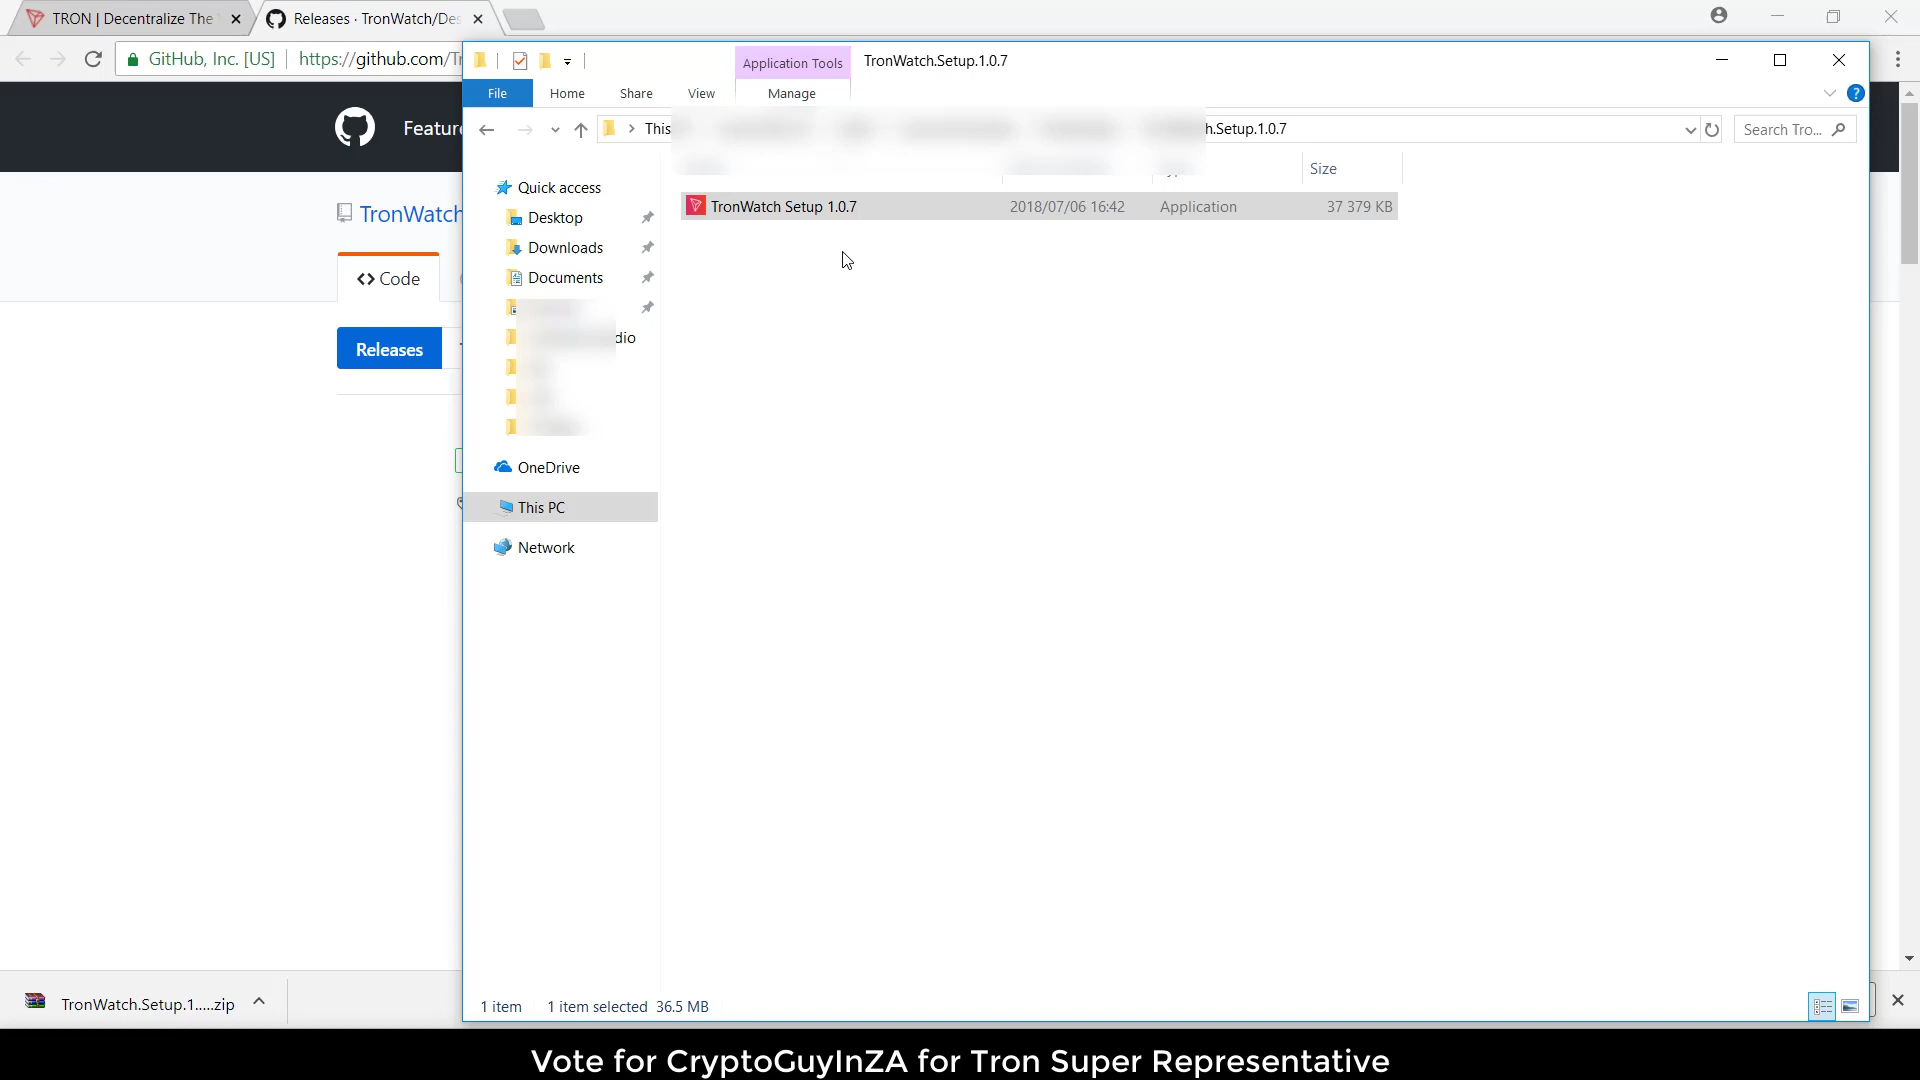 TRON | Decentralize The
Releases · TronWatch/Des
GitHub, Inc. [US]
https://github.com/Tr
Application Tools
TronWatch.Setup.1.0.7
File
Home
Share
View
Manage
This
h.Setup.1.0.7
Search Tro...
Size
TronWatch Setup 1.0.7
2018/07/06 16:42
Application
37 379 KB
Quick access
Desktop
Downloads
Documents
dio
OneDrive
This PC
Network
Feature
TronWatch
<> Code
Releases
1 item
1 item selected 36.5 MB
TronWatch.Setup.1.....zip
Vote for CryptoGuyInZA for Tron Super Representative